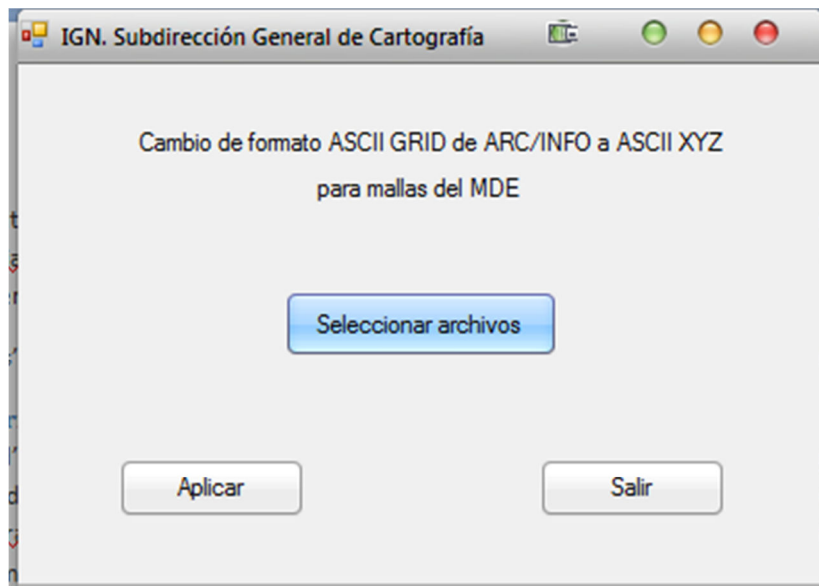 IGN. Subdirección General de Cartografía
Cambio de formato ASCII GRID de ARC/INFO a ASCII XYZ
para mallas del MDE
Seleccionar archivos
Aplicar
Salir